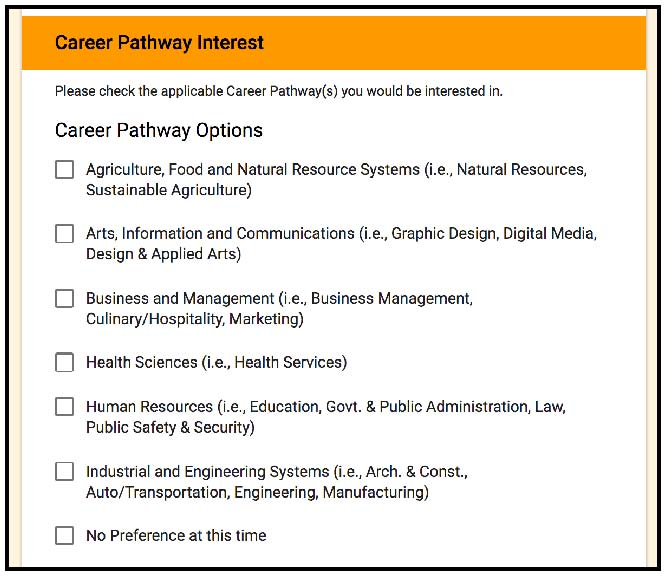 Career Pathway Interest
Please check the applicable Career Pathway(s) you would be interested in.
Career Pathway Options
Agriculture, Food and Natural Resource Systems (i.e., Natural Resources,
Sustainable Agriculture)
Arts, Information and Communications (i.e., Graphic Design, Digital Media,
Design & Applied Arts)
Business and Management (i.e., Business Management,
Culinary/Hospitality, Marketing)
Health Sciences (i.e., Health Services)
Human Resources (i.e., Education, Govt. & Public Administration, Law,
Public Safety & Security)
Industrial and Engineering Systems (i.e., Arch. & Const.,
Auto/Transportation, Engineering, Manufacturing)
No Preference at this time